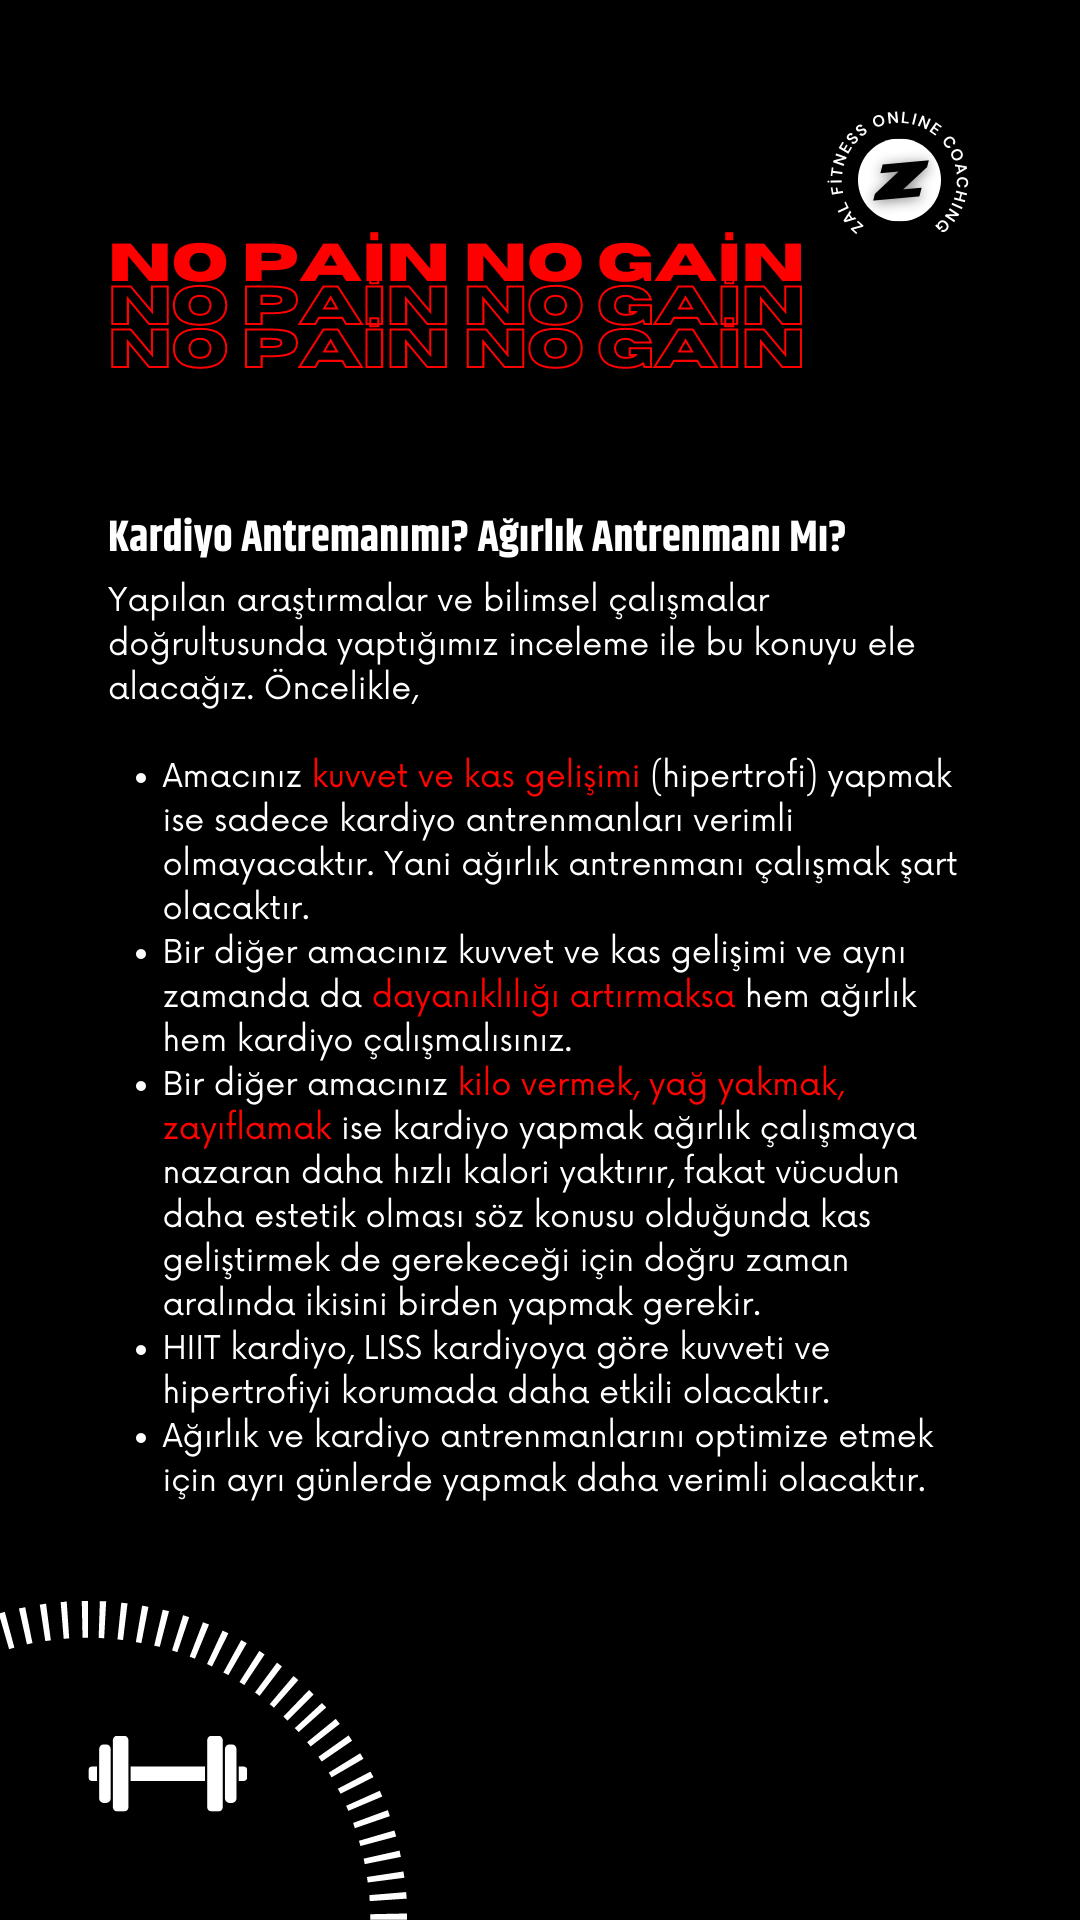 ZAL FİTNESS ONLINE COACHING
Z
NO PAİN NO GAİN
NO PAİN NO GAİN
NO PAİN NO GAİN
Kardiyo Antremanımı? Ağırlık Antrenmanı Mı?
Yapılan araştırmalar ve bilimsel çalışmalar
doğrultusunda yaptığımız inceleme ile bu konuyu ele
alacağız. Öncelikle,
• Amacınız kuvvet ve kas gelişimi (hipertrofi) yapmak
ise sadece kardiyo antrenmanları verimli
olmayacaktır. Yani ağırlık antrenmanı çalışmak şart
olacaktır.
• Bir diğer amacınız kuvvet ve kas gelişimi ve aynı
zamanda da dayanıklılığı artırmaksa hem ağırlık
hem kardiyo çalışmalısınız.
• Bir diğer amacınız kilo vermek, yağ yakmak,
zayıflamak ise kardiyo yapmak ağırlık çalışmaya
nazaran daha hızlı kalori yaktırır, fakat vücudun
daha estetik olması söz konusu olduğunda kas
geliştirmek de gerekeceği için doğru zaman
aralında ikisini birden yapmak gerekir.
• HIIT kardiyo, LISS kardiyoya göre kuvveti ve
hipertrofiyi korumada daha etkili olacaktır.
• Ağırlık ve kardiyo antrenmanlarını optimize etmek
için ayrı günlerde yapmak daha verimli olacaktır.